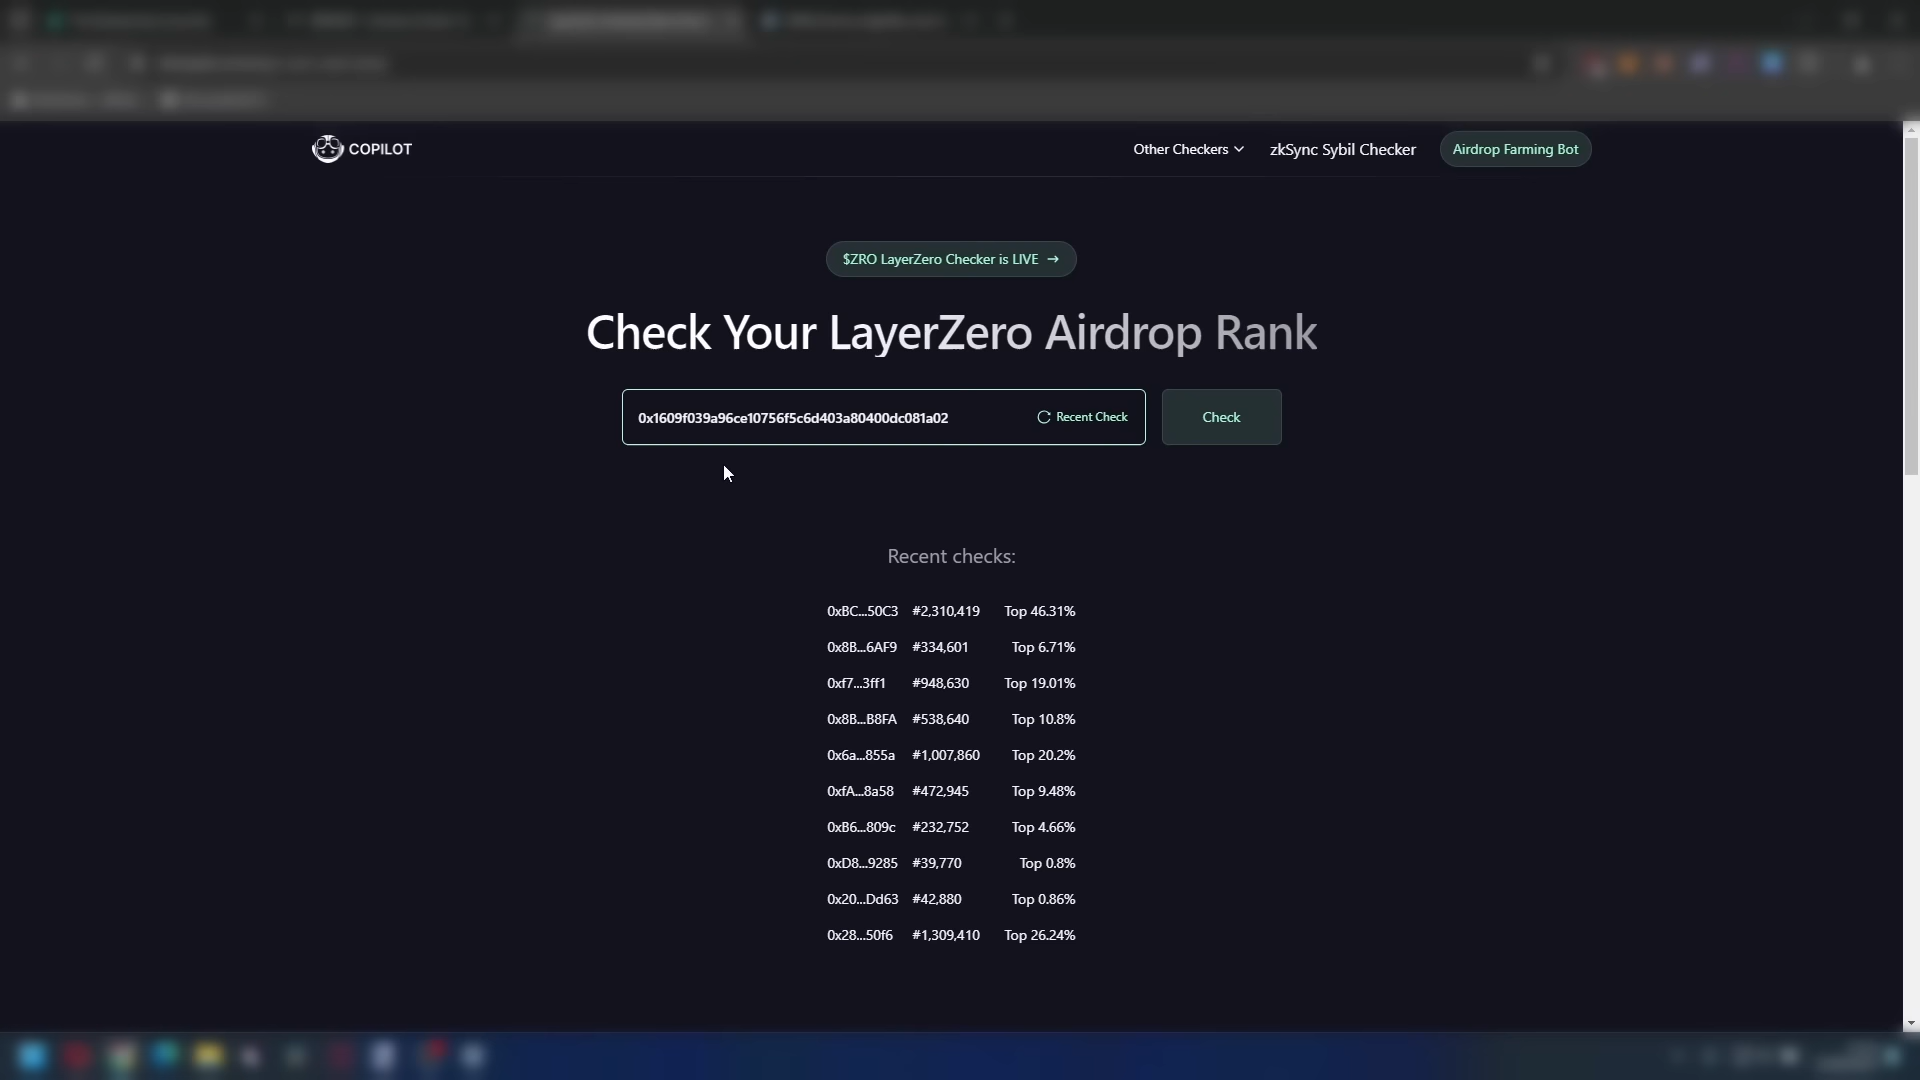 COPILOT
Other Checkers
zkSync Sybil Checker
Airdrop Farming Bot
$ZRO LayerZero Checker is LIVE →
Check Your LayerZero Airdrop Rank
0x1609f039a96ce10756f5c6d403a80400dc081a02
Recent Check
Check
Recent checks:
0xBC...50C3 #2,310,419 Top 46.31%
0x8B...6AF9 #334,601 Top 6.71%
0xf7...3ff1 #948,630 Top 19.01%
0x8B...B8FA #538,640 Top 10.8%
0x6a...855a #1,007,860 Top 20.2%
0xfA...8a58 #472,945 Top 9.48%
0xB6...809c #232,752 Top 4.66%
0xD8...9285 #39,770 Top 0.8%
0x20...Dd63 #42,880 Top 0.86%
0x28...50f6 #1,309,410 Top 26.24%